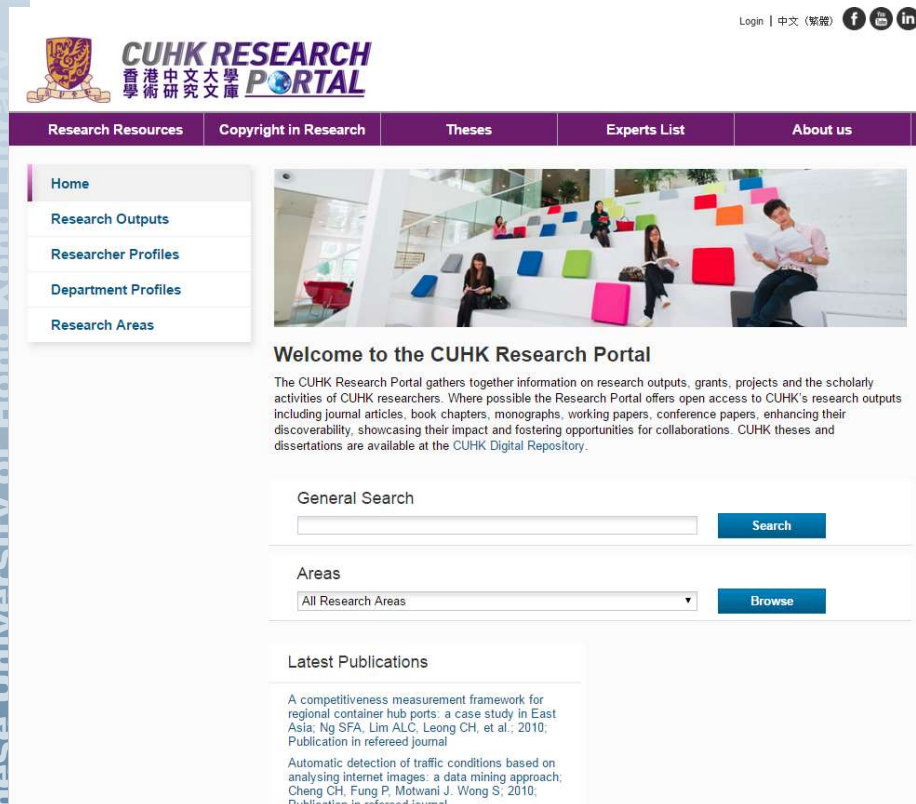 Login | 中文 (繁體)
CUHK RESEARCH
PORTAL
香港中文大學
學術研究文庫
Research Resources
Copyright in Research
Theses
Experts List
About us
Home
Research Outputs
Researcher Profiles
Department Profiles
Research Areas
Welcome to the CUHK Research Portal
The CUHK Research Portal gathers together information on research outputs, grants, projects and the scholarly
activities of CUHK researchers. Where possible the Research Portal offers open access to CUHK's research outputs
including journal articles, book chapters, monographs, working papers, conference papers, enhancing their
discoverability, showcasing their impact and fostering opportunities for collaborations. CUHK theses and
dissertations are available at the CUHK Digital Repository.
General Search
Search
Areas
All Research Areas
Browse
Latest Publications
A competitiveness measurement framework for
regional container hub ports: a case study in East
Asia; Ng SFA, Lim ALC, Leong CH, et al.; 2010;
Publication in refereed journal
Automatic detection of traffic conditions based on
analysing internet images: a data mining approach;
Cheng CH, Fung P, Motwani J. Wong S; 2010;
Publication in refereed journal